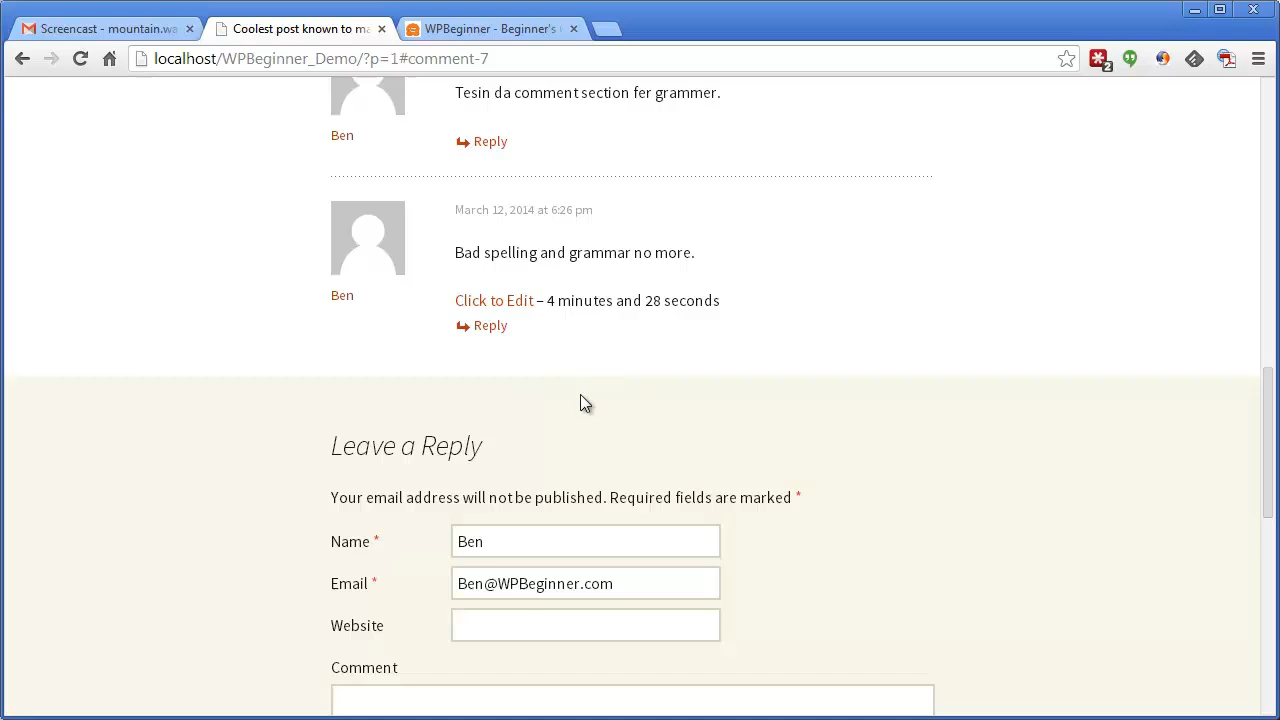 Screencast - mountain.wa
Coolest post known to ma
WPBeginner - Beginner's
localhost/WPBeginner_Demo/?p=1#comment-7
2
Tesin da comment section fer grammer.
Ben
Reply
March 12, 2014 at 6:26 pm
Bad spelling and grammar no more.
Ben
Click to Edit – 4 minutes and 28 seconds
Reply
Leave a Reply
Your email address will not be published. Required fields are marked *
Name * Ben
Email * Ben@WPBeginner.com
Website
Comment